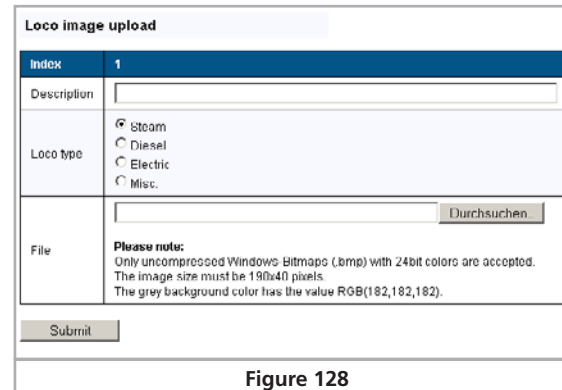 Loco image upload
Index 1
Description
Loco type
Steam
Diesel
Electric
Misc.
File
Durchsuchen...
Please note:
Only uncompressed Windows-Bitmaps (.bmp) with 24bit colors are accepted.
The image size must be 190x40 pixels.
The grey background color has the value RGB(182,182,182).
Submit
Figure 128